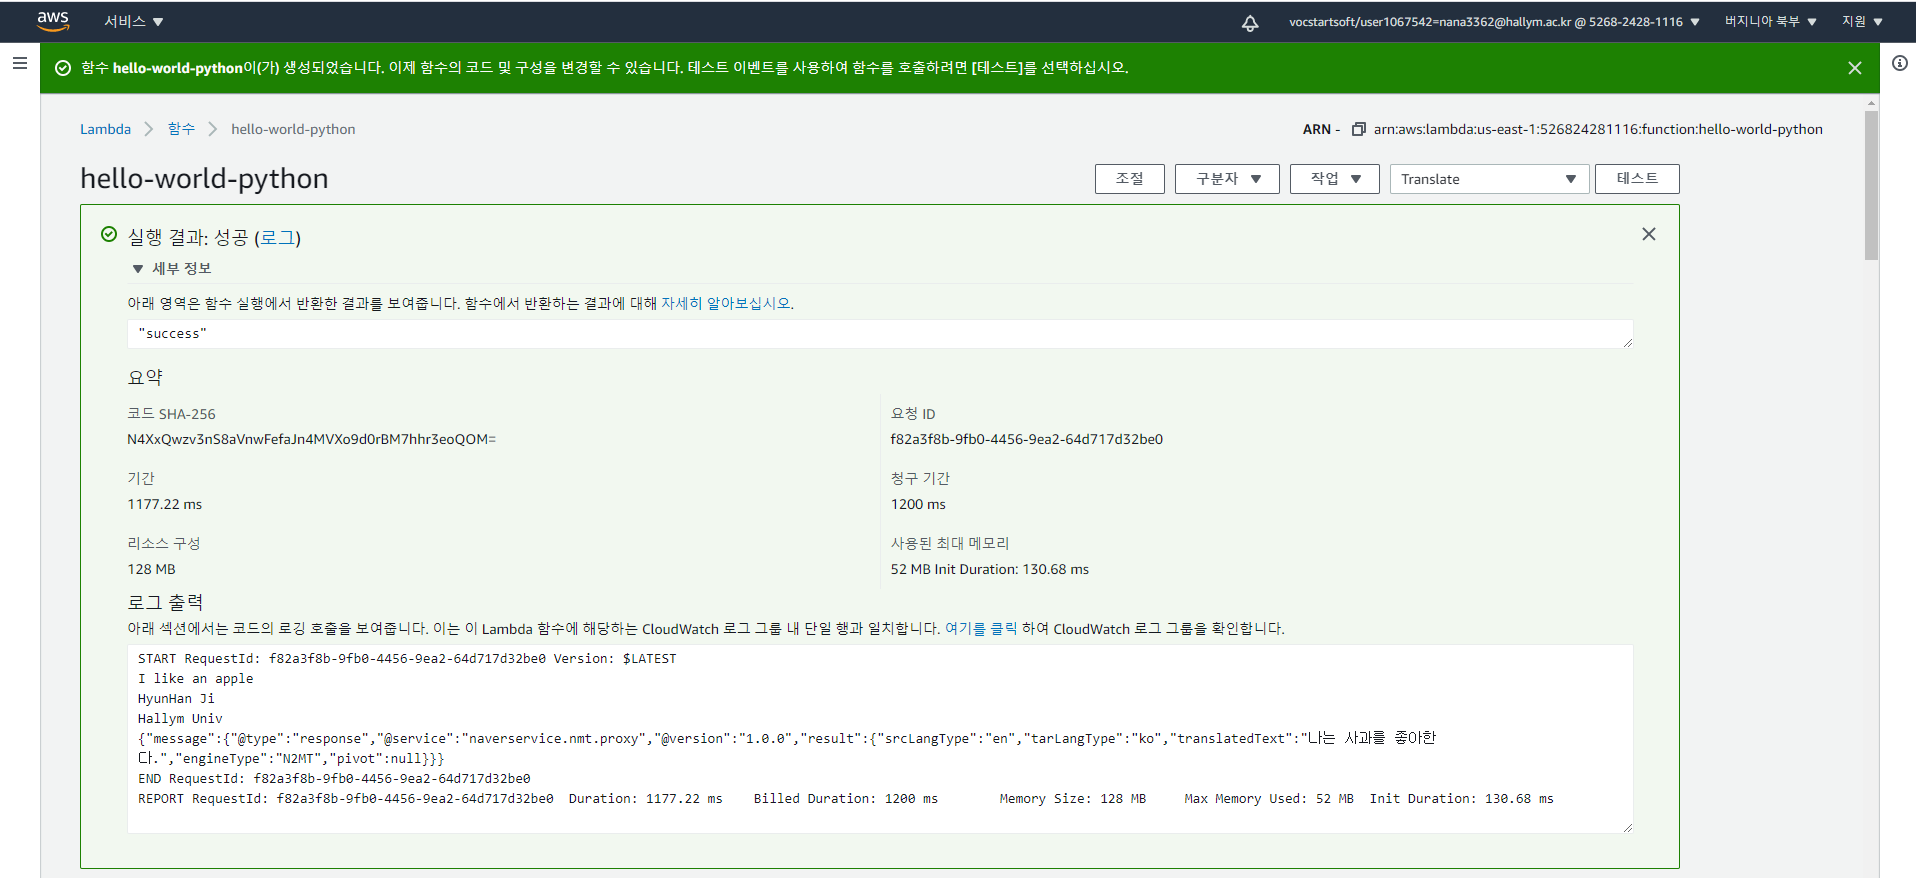 aws 서비스 vocstartsoft/user1067542=nana3362@hallym.ac.kr @ 5268-2428-1116 버지니아 북부 지원
함수 hello-world-python이(가) 생성되었습니다. 이제 함수의 코드 및 구성을 변경할 수 있습니다. 테스트 이벤트를 사용하여 함수를 호출하려면 [테스트]를 선택하십시오.
Lambda 함수 hello-world-python ARN - arn:aws:lambda:us-east-1:526824281116:function:hello-world-python
hello-world-python 조절 구분자 작업 Translate 테스트
실행 결과: 성공 (로그)
세부 정보
아래 영역은 함수 실행에서 반환한 결과를 보여줍니다. 함수에서 반환하는 결과에 대해 자세히 알아보십시오.
"success"
요약
코드 SHA-256 요청 ID
N4XxQwzv3nS8aVnwFefaJn4MVXo9d0rBM7hhr3eoQOM= f82a3f8b-9fb0-4456-9ea2-64d717d32be0
기간 청구 기간
1177.22 ms 1200 ms
리소스 구성 사용된 최대 메모리
128 MB 52 MB Init Duration: 130.68 ms
로그 출력
아래 섹션에서는 코드의 로깅 호출을 보여줍니다. 이는 이 Lambda 함수에 해당하는 CloudWatch 로그 그룹 내 단일 행과 일치합니다. 여기를 클릭 하여 CloudWatch 로그 그룹을 확인합니다.
START RequestId: f82a3f8b-9fb0-4456-9ea2-64d717d32be0 Version: $LATEST
I like an apple
HyunHan Ji
Hallym Univ
{"message":{"@type":"response","@service":"naverservice.nmt.proxy","@version":"1.0.0","result":{"srcLangType":"en","tarLangType":"ko","translatedText":"나는 사과를 좋아한
다.","engineType":"N2MT","pivot":null}}}
END RequestId: f82a3f8b-9fb0-4456-9ea2-64d717d32be0
REPORT RequestId: f82a3f8b-9fb0-4456-9ea2-64d717d32be0 Duration: 1177.22 ms Billed Duration: 1200 ms Memory Size: 128 MB Max Memory Used: 52 MB Init Duration: 130.68 ms